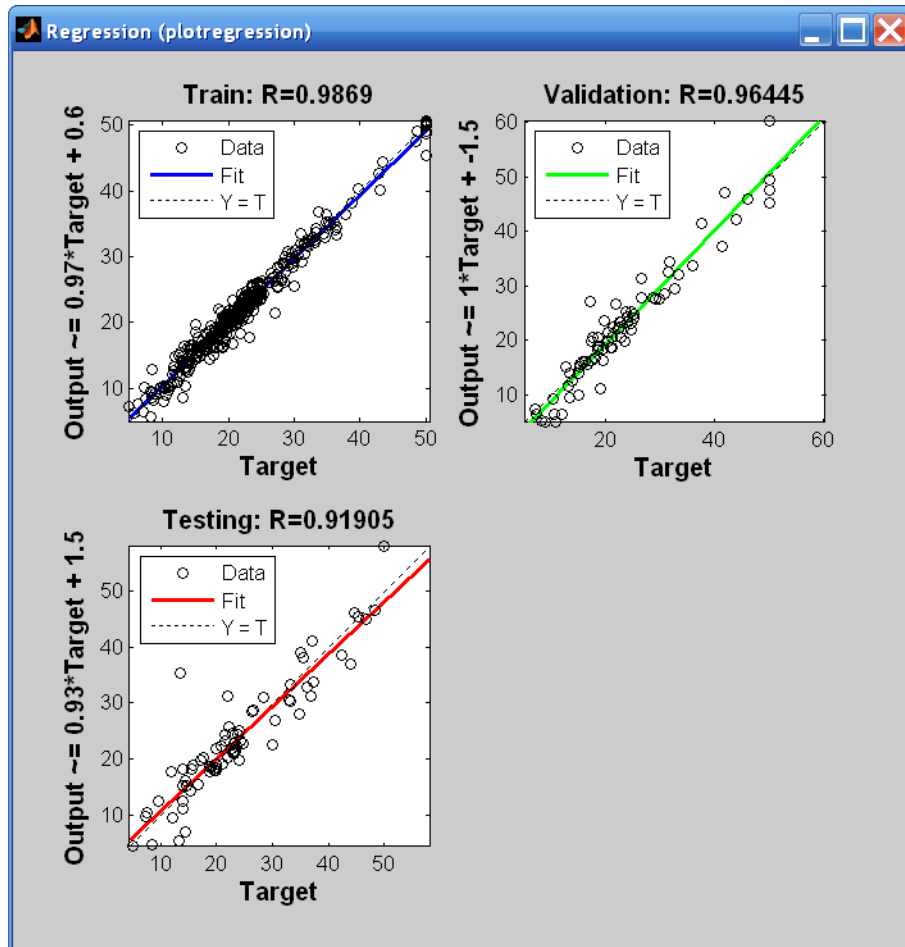 Regression (plotregression)
Train: R=0.9869
Output ~= 0.97*Target + 0.6
Data
Fit
Y = T
50
40
30
20
10
10 20 30 40 50
Target
Validation: R=0.96445
Output ~= 1*Target + -1.5
Data
Fit
Y = T
60
50
40
30
20
10
20 40 60
Target
Testing: R=0.91905
Output ~= 0.93*Target + 1.5
Data
Fit
Y = T
50
40
30
20
10
10 20 30 40 50
Target